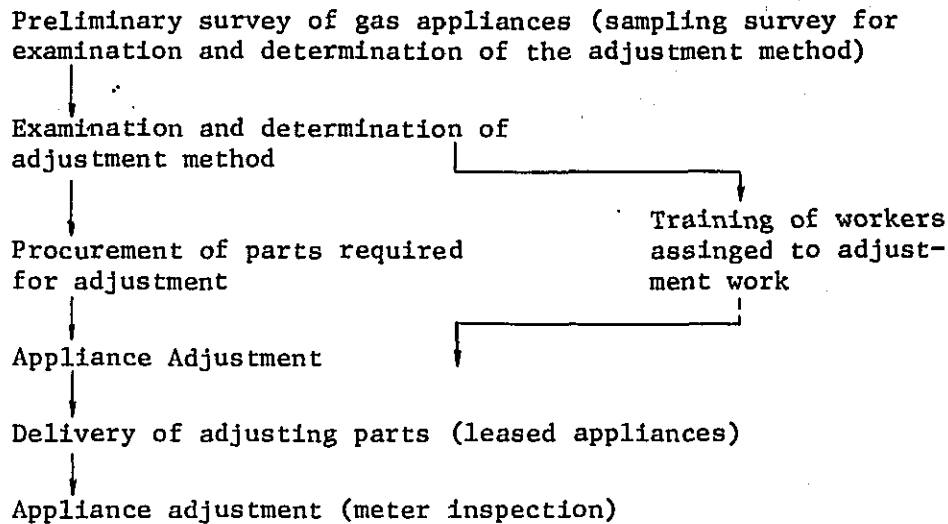 Preliminary survey of gas appliances (sampling survey for
examination and determination of the adjustment method)
Examination and determination of
adjustment method
Training of workers
assinged to adjust-
ment work
Procurement of parts required
for adjustment
Appliance Adjustment
Delivery of adjusting parts (leased appliances)
Appliance adjustment (meter inspection)